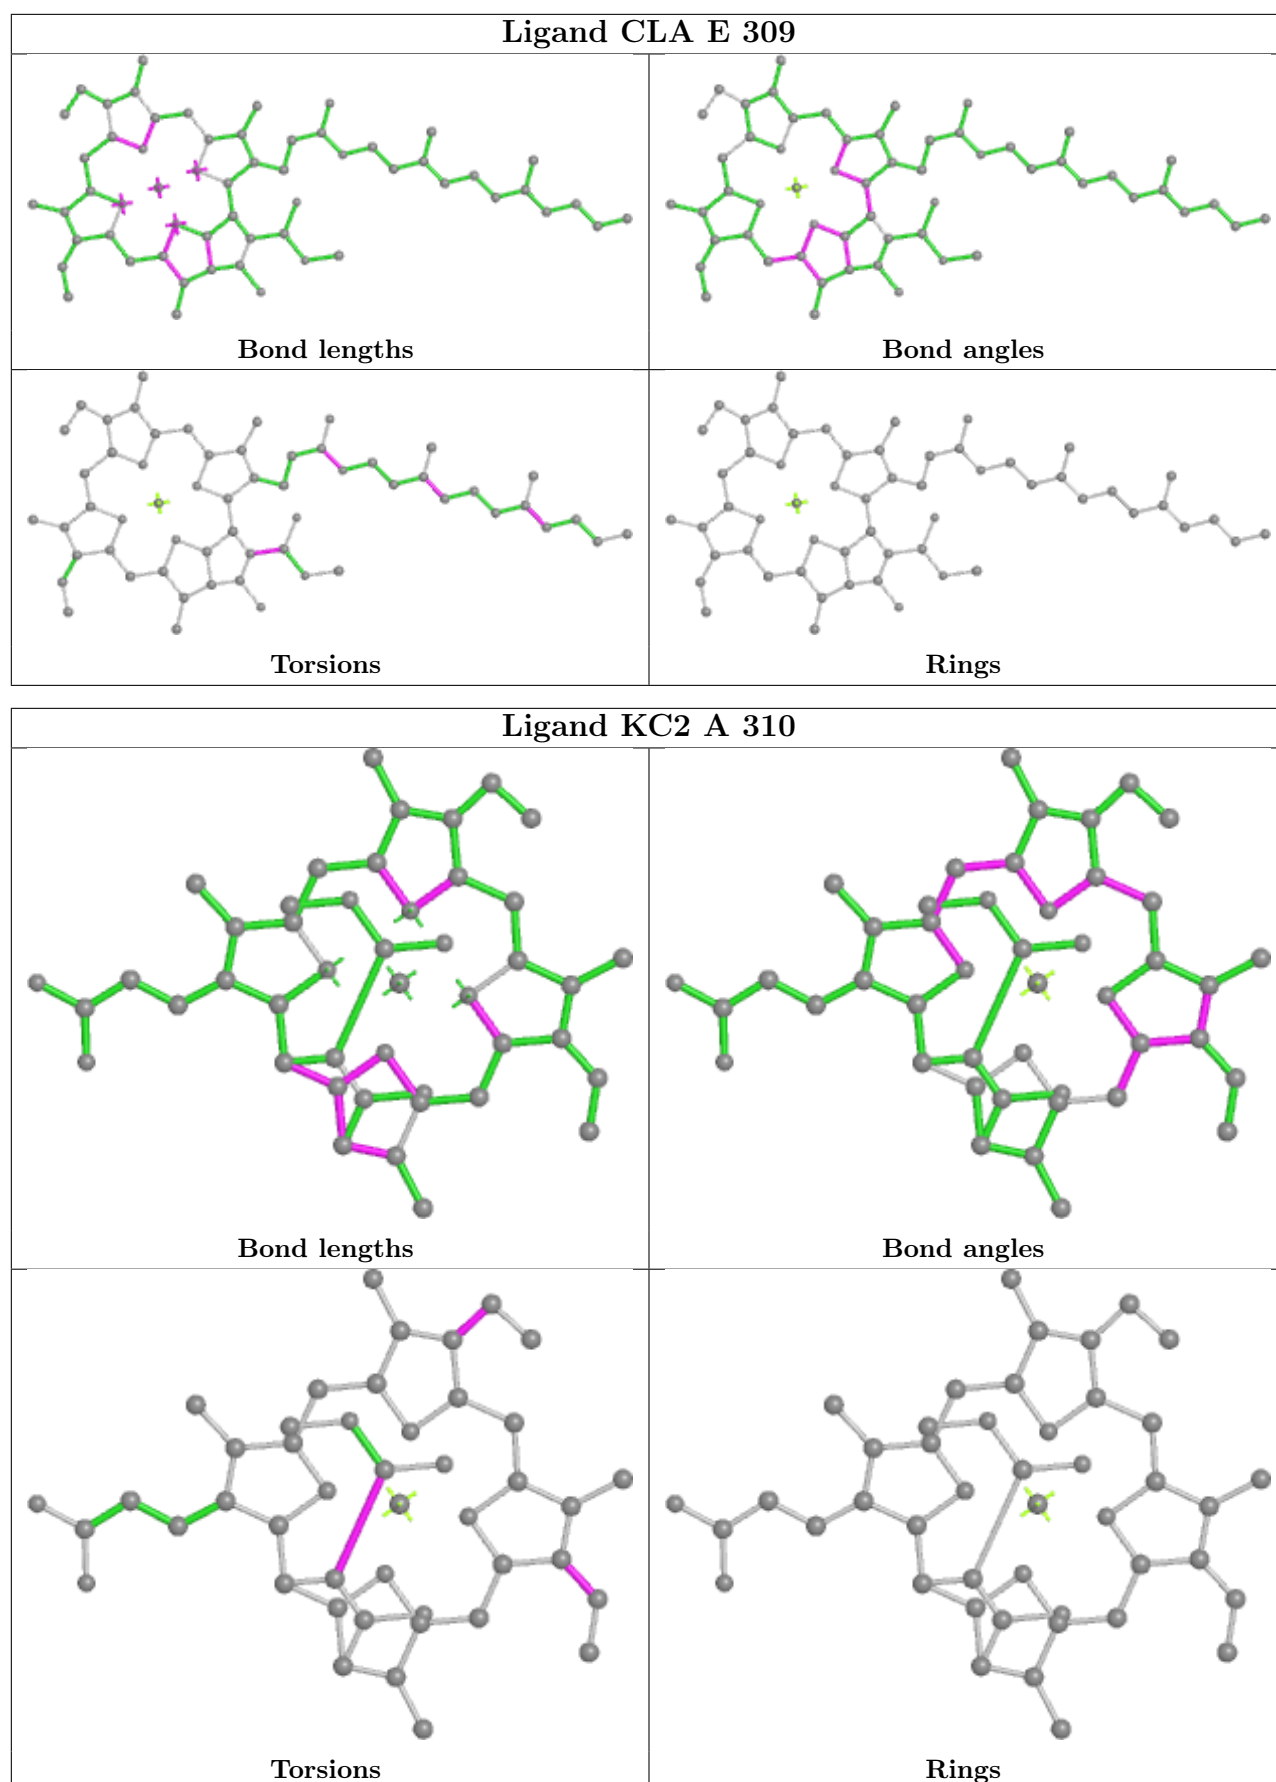 Ligand CLA E 309
Bond lengths
Bond angles
Torsions
Rings
Ligand KC2 A 310
Bond lengths
Bond angles
Torsions
Rings